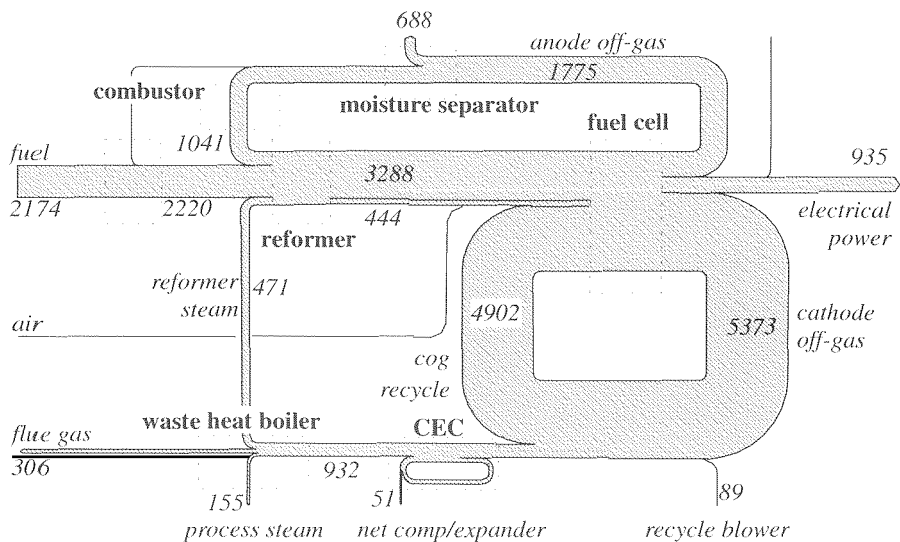 688
anode off-gas
1775
combustor
moisture separator
fuel cell
1041
fuel
3288
935
2174
2220
444
electrical
power
reformer
reformer
steam
471
air
4902
5373
cathode
off-gas
cog
recycle
waste heat boiler
CEC
flue gas
306
932
155
51
89
process steam
net comp/expander
recycle blower